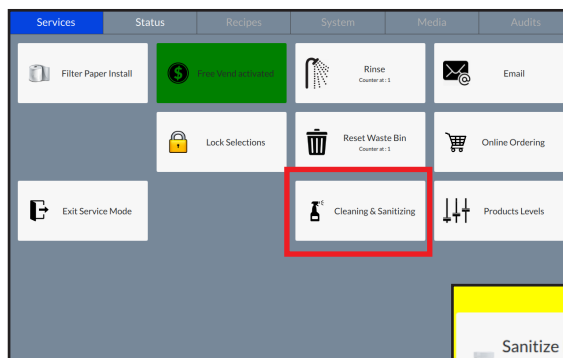 Services Status Recipes System Media Audits
Filter Paper Install
Free Vend activated
Rinse
Counter at : 1
Email
Lock Selections
Reset Waste Bin
Counter at : 1
Online Ordering
Exit Service Mode
Cleaning & Sanitizing
Products Levels
Sanitize